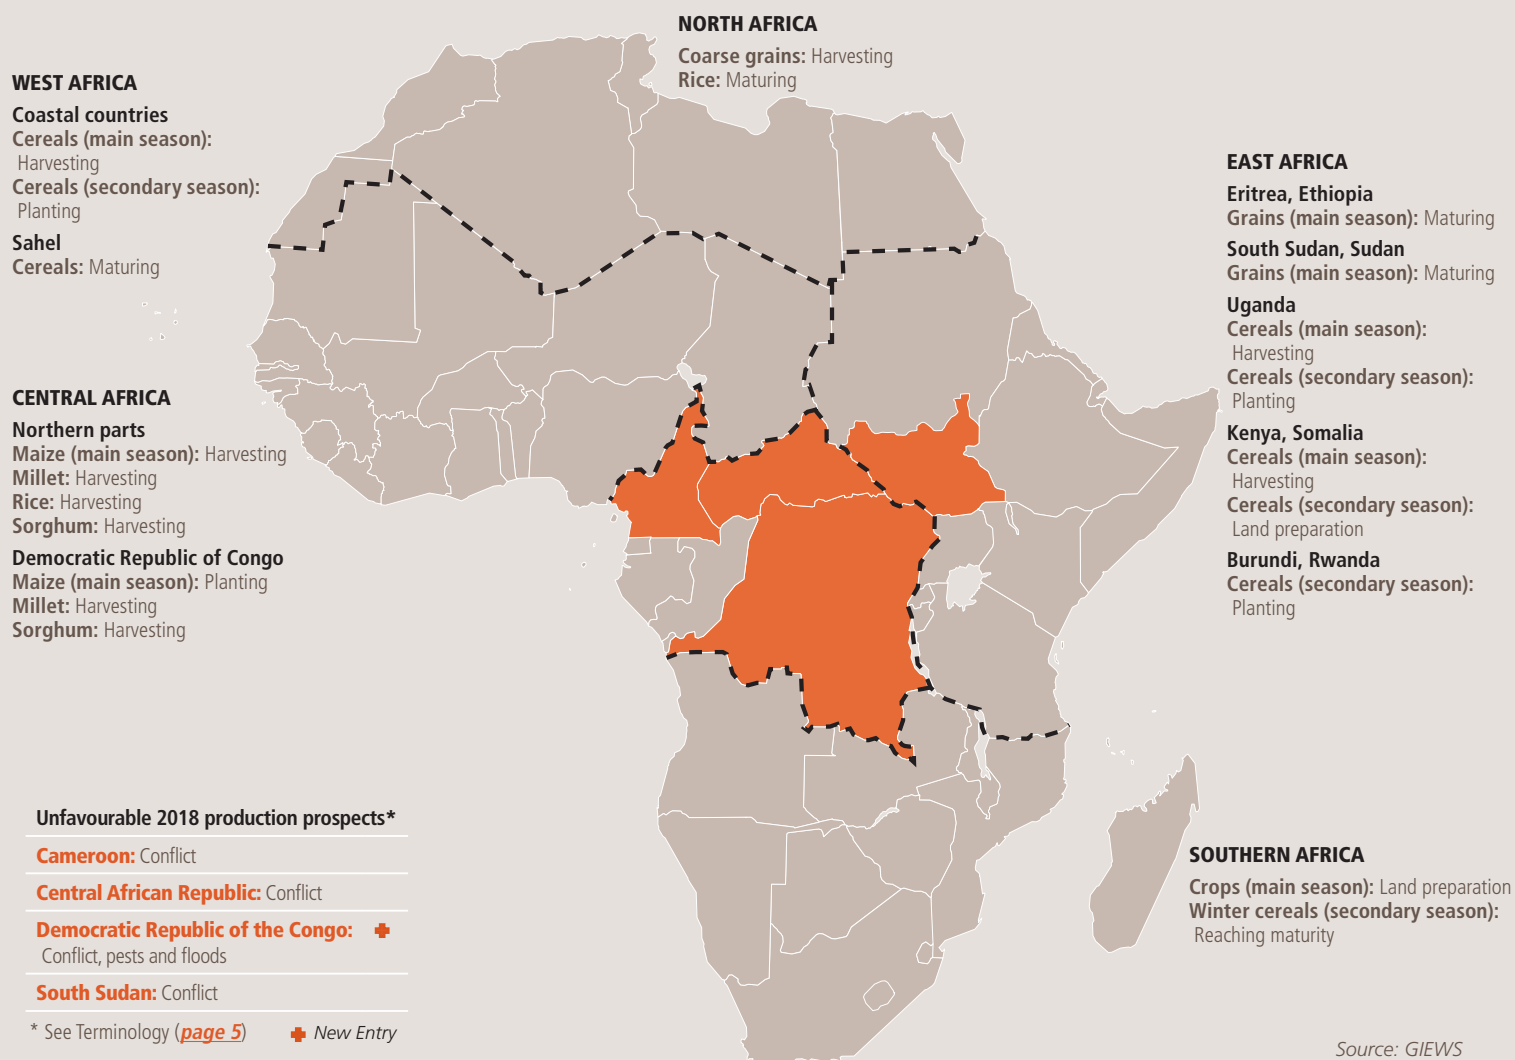 NORTH AFRICA
Coarse grains: Harvesting
Rice: Maturing
WEST AFRICA
Coastal countries
Cereals (main season):
Harvesting
Cereals (secondary season):
Planting
Sahel
Cereals: Maturing
CENTRAL AFRICA
Northern parts
Maize (main season): Harvesting
Millet: Harvesting
Rice: Harvesting
Sorghum: Harvesting
Democratic Republic of Congo
Maize (main season): Planting
Millet: Harvesting
Sorghum: Harvesting
EAST AFRICA
Eritrea, Ethiopia
Grains (main season): Maturing
South Sudan, Sudan
Grains (main season): Maturing
Uganda
Cereals (main season):
Harvesting
Cereals (secondary season):
Planting
Kenya, Somalia
Cereals (main season):
Harvesting
Cereals (secondary season):
Land preparation
Burundi, Rwanda
Cereals (secondary season):
Planting
SOUTHERN AFRICA
Crops (main season): Land preparation
Winter cereals (secondary season):
Reaching maturity
Unfavourable 2018 production prospects*
Cameroon: Conflict
Central African Republic: Conflict
Democratic Republic of the Congo:
Conflict, pests and floods
South Sudan: Conflict
* See Terminology (page 5)
New Entry
Source: GIEWS